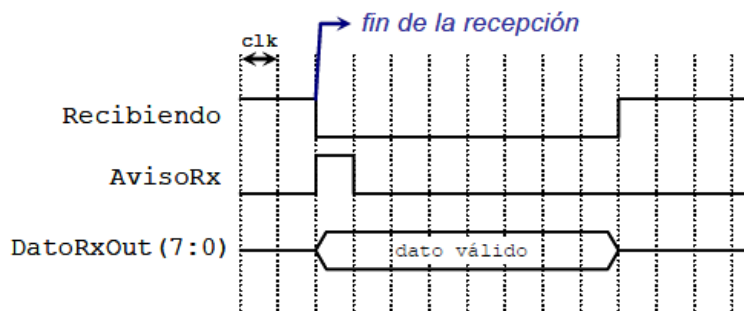 fin de la recepción
clk
Recibiendo
AvisoRx
DatoRxOut(7:0)
dato válido